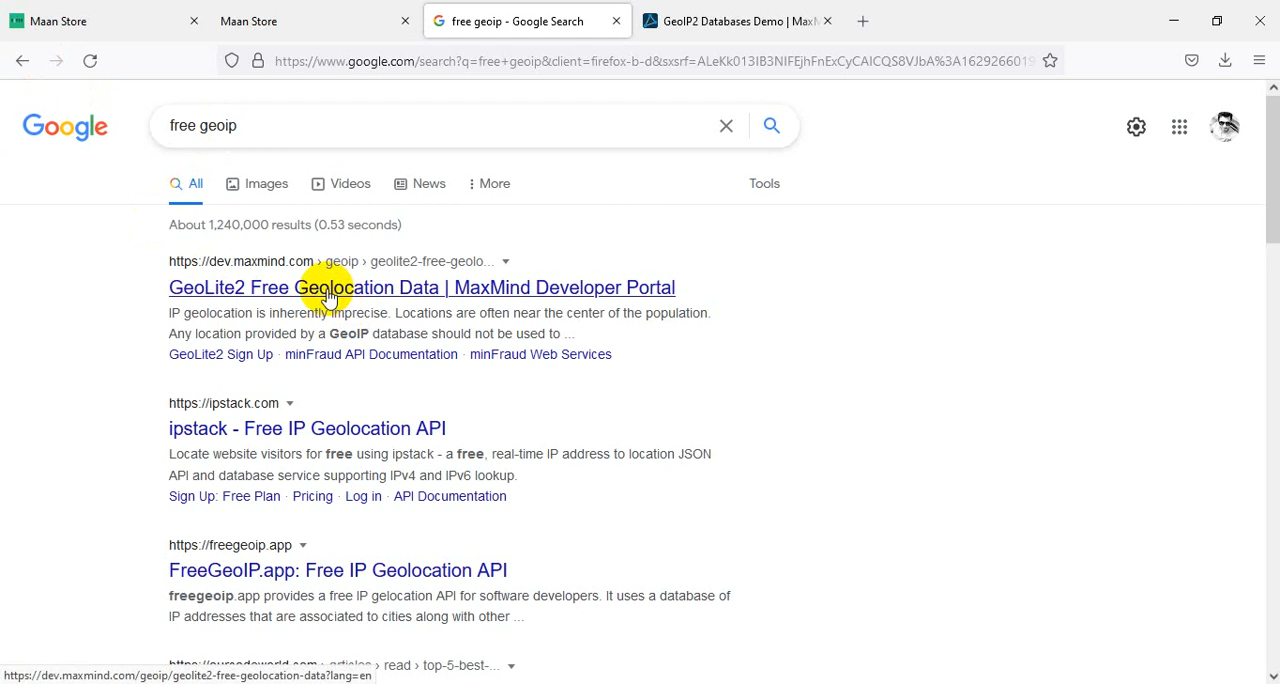 Maan Store
Maan Store
free geoip - Google Search
GeoIP2 Databases Demo | Max
https://www.google.com/search?q=free+geoip&client=firefox-b-d&sxsrf=ALeKk013IB3NIFEjhFnExCyCAICQS8VJbA%3A1629266019
Google
free geoip
All
Images
Videos
News
More
Tools
About 1,240,000 results (0.53 seconds)
https://dev.maxmind.com › geoip › geolite2-free-geolo...
GeoLite2 Free Geolocation Data | MaxMind Developer Portal
IP geolocation is inherently imprecise. Locations are often near the center of the population.
Any location provided by a GeoIP database should not be used to ...
GeoLite2 Sign Up · minFraud API Documentation · minFraud Web Services
https://ipstack.com
ipstack - Free IP Geolocation API
Locate website visitors for free using ipstack - a free, real-time IP address to location JSON
API and database service supporting IPv4 and IPv6 lookup.
Sign Up: Free Plan · Pricing · Log in · API Documentation
https://freegeoip.app
FreeGeoIP.app: Free IP Geolocation API
freegeoip.app provides a free IP gelocation API for software developers. It uses a database of
IP addresses that are associated to cities along with other ...
https://ourcodeworld.com › articles › read › top-5-best-...
https://dev.maxmind.com/geoip/geolite2-free-geolocation-data?lang=en